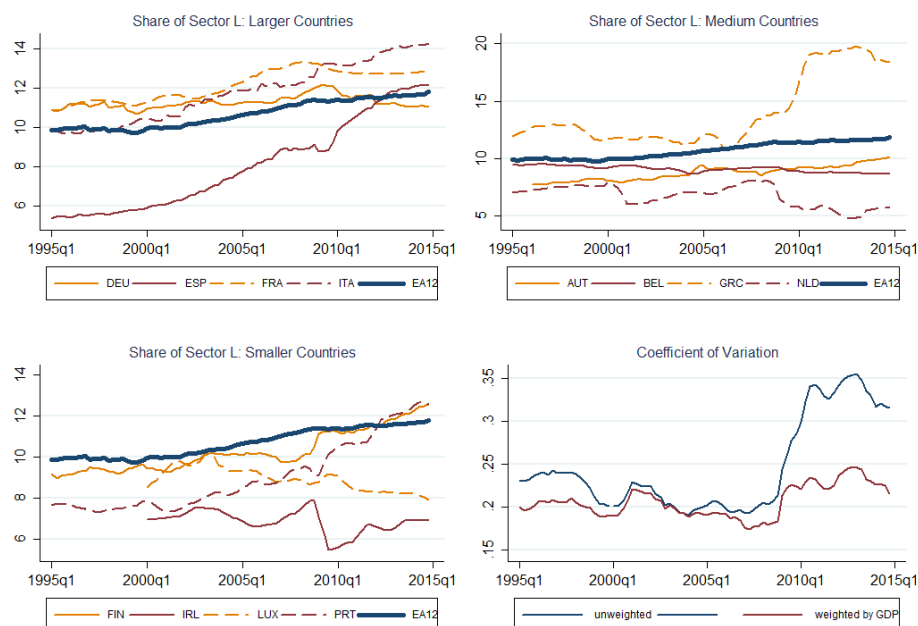 Share of Sector L: Larger Countries
14
12
10
8
6
1995q1 2000q1 2005q1 2010q1 2015q1
DEU ESP FRA ITA EA12
Share of Sector L: Medium Countries
20
15
10
5
1995q1 2000q1 2005q1 2010q1 2015q1
AUT BEL GRC NLD EA12
Share of Sector L: Smaller Countries
14
12
10
8
6
1995q1 2000q1 2005q1 2010q1 2015q1
FIN IRL LUX PRT EA12
Coefficient of Variation
.35
.3
.25
.2
.15
1995q1 2000q1 2005q1 2010q1 2015q1
unweighted weighted by GDP